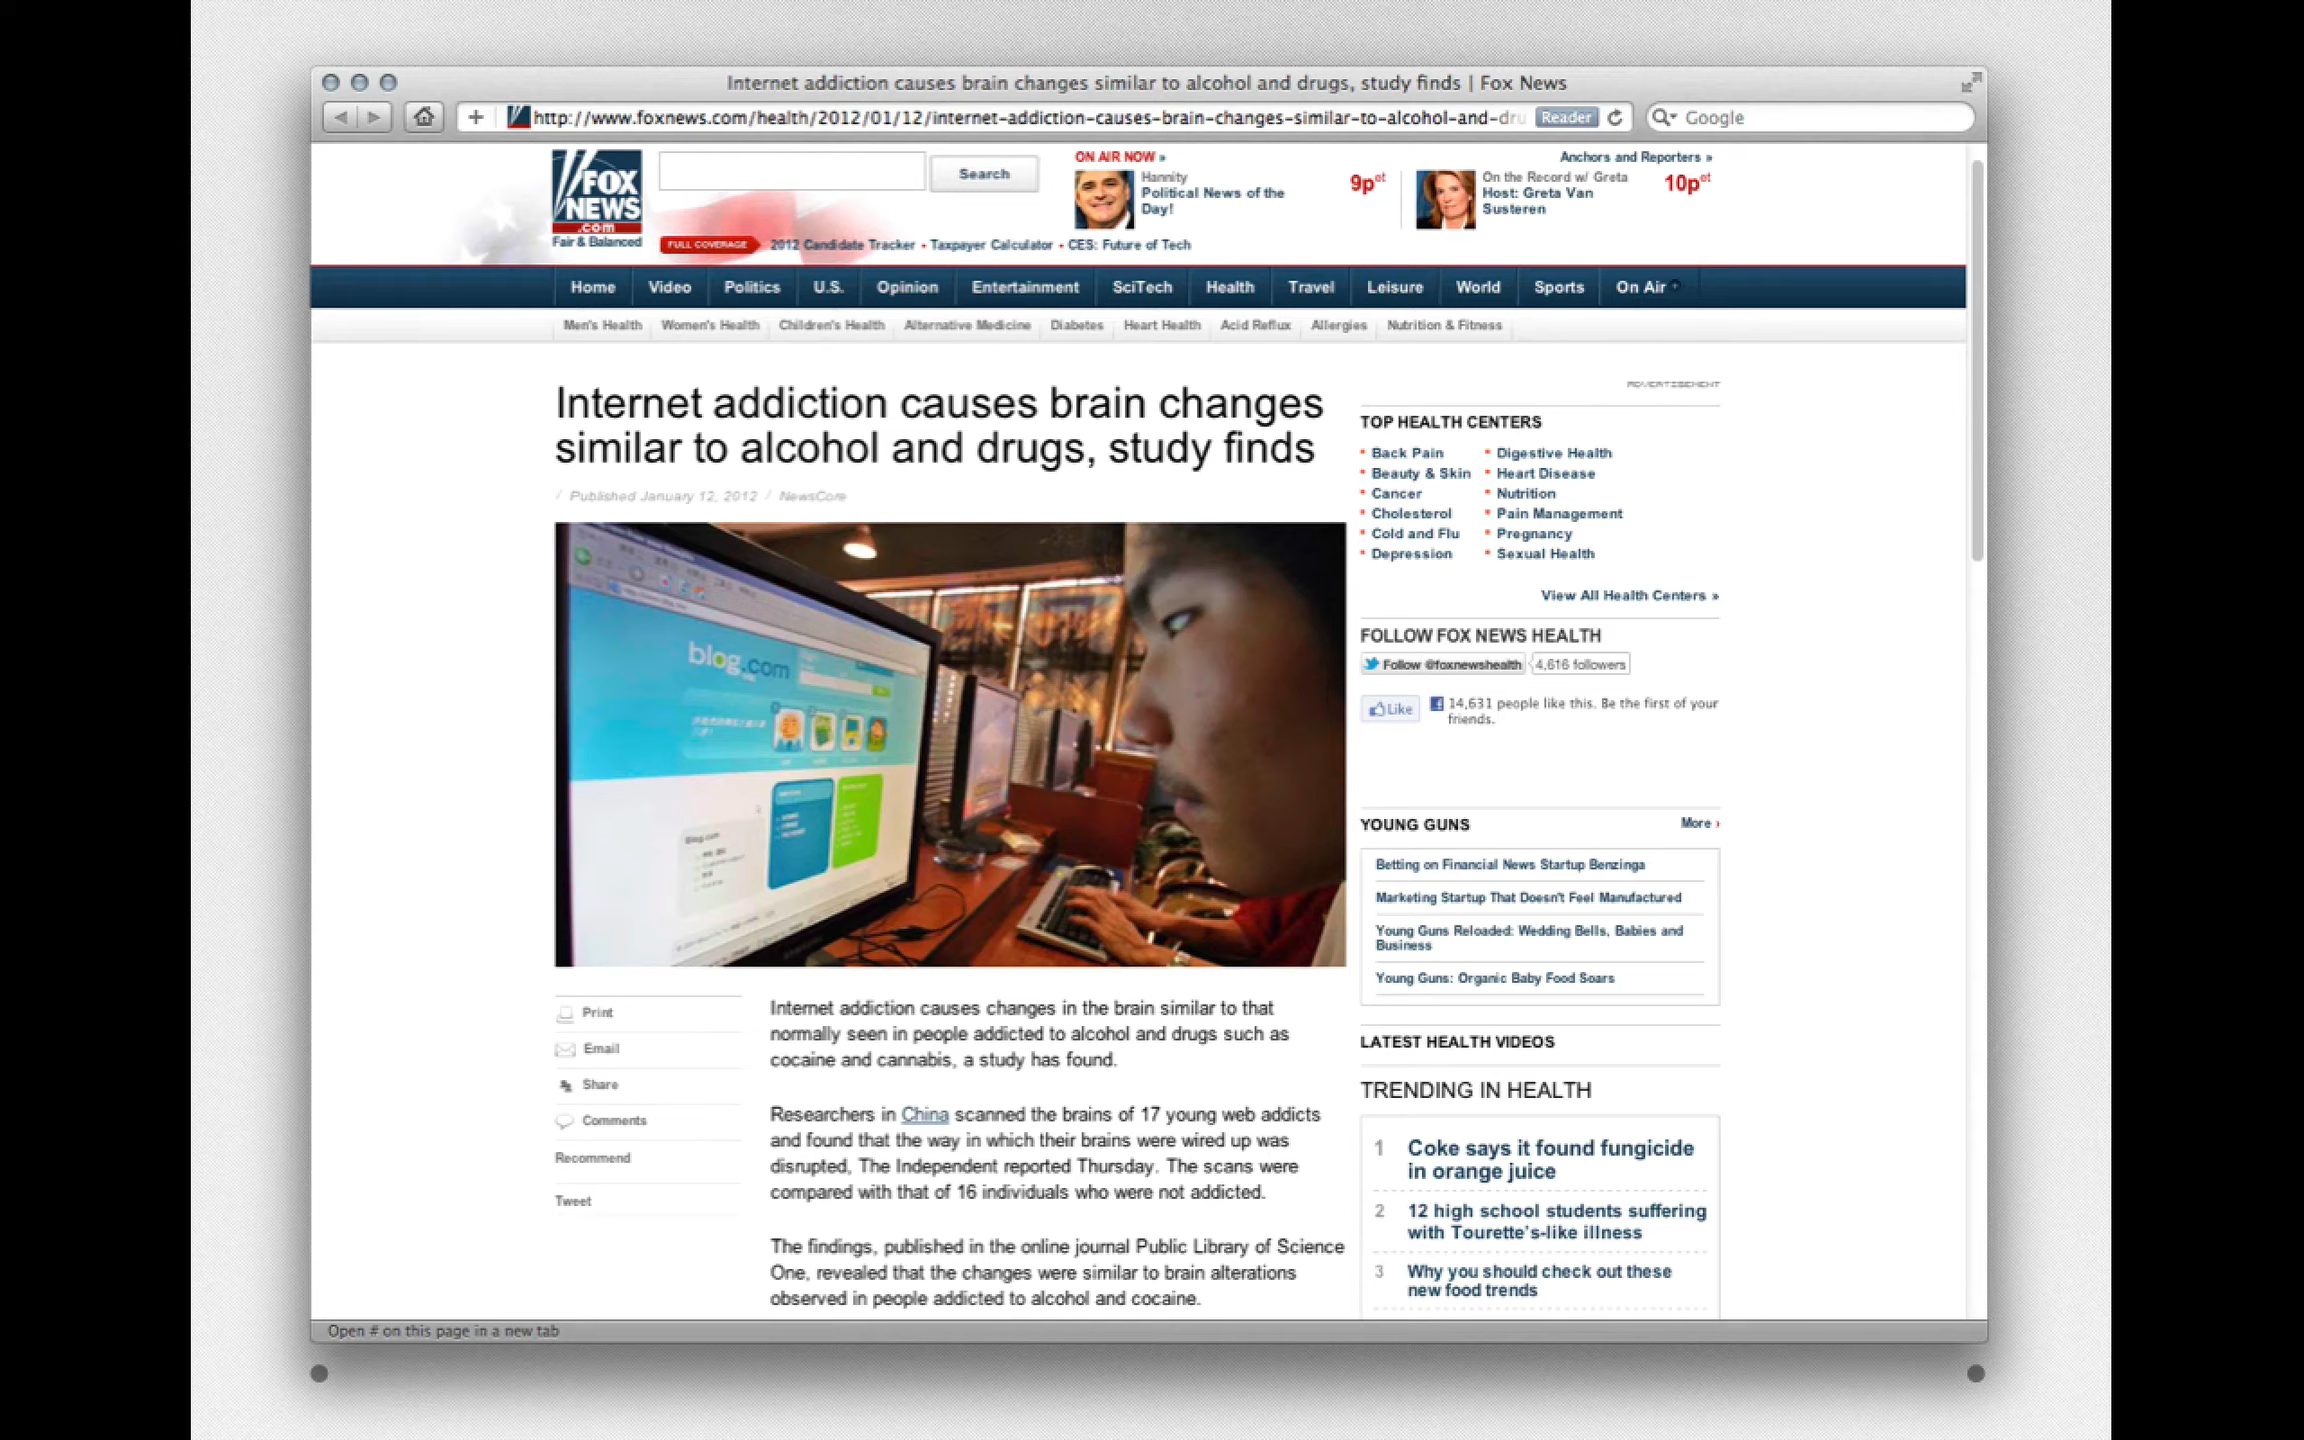 Internet addiction causes brain changes similar to alcohol and drugs, study finds | Fox News
http://www.foxnews.com/health/2012/01/12/internet-addiction-causes-brain-changes-similar-to-alcohol-and-dru
Reader
Google
FOX
NEWS
.com
Fair & Balanced
Search
ON AIR NOW »
Hannity
Political News of the
Day!
9p et
Anchors and Reporters »
On the Record w/ Greta
Host: Greta Van
Susteren
10p et
FULL COVERAGE
2012 Candidate Tracker • Taxpayer Calculator • CES: Future of Tech
Home Video Politics U.S. Opinion Entertainment SciTech Health Travel Leisure World Sports On Air
Men's Health Women's Health Children's Health Alternative Medicine Diabetes Heart Health Acid Reflux Allergies Nutrition & Fitness
Internet addiction causes brain changes
similar to alcohol and drugs, study finds
/ Published January 12, 2012 / NewsCore
blog.com
Blog.com
Print
Email
Share
Comments
Recommend
Tweet
Internet addiction causes changes in the brain similar to that
normally seen in people addicted to alcohol and drugs such as
cocaine and cannabis, a study has found.
Researchers in China scanned the brains of 17 young web addicts
and found that the way in which their brains were wired up was
disrupted, The Independent reported Thursday. The scans were
compared with that of 16 individuals who were not addicted.
The findings, published in the online journal Public Library of Science
One, revealed that the changes were similar to brain alterations
observed in people addicted to alcohol and cocaine.
ADVERTISEMENT
TOP HEALTH CENTERS
Back Pain
Beauty & Skin
Cancer
Cholesterol
Cold and Flu
Depression
Digestive Health
Heart Disease
Nutrition
Pain Management
Pregnancy
Sexual Health
View All Health Centers »
FOLLOW FOX NEWS HEALTH
Follow @foxnewshealth 4,616 followers
Like 14,631 people like this. Be the first of your
friends.
YOUNG GUNS More ›
Betting on Financial News Startup Benzinga
Marketing Startup That Doesn't Feel Manufactured
Young Guns Reloaded: Wedding Bells, Babies and
Business
Young Guns: Organic Baby Food Soars
LATEST HEALTH VIDEOS
TRENDING IN HEALTH
1 Coke says it found fungicide
in orange juice
2 12 high school students suffering
with Tourette's-like illness
3 Why you should check out these
new food trends
Open # on this page in a new tab